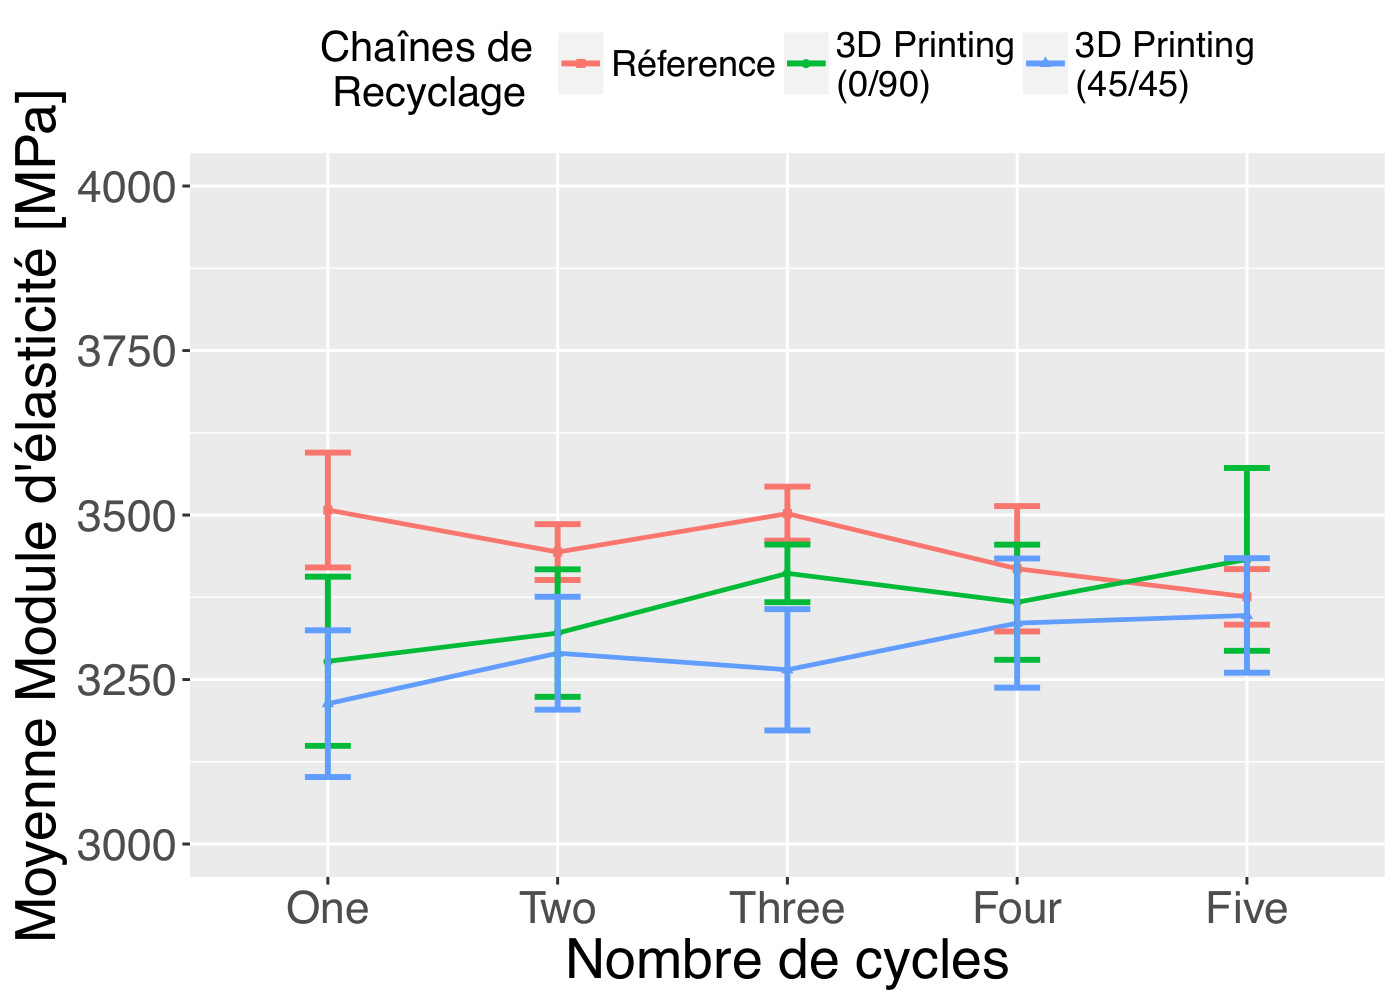 Chaînes de
Recyclage
Réference
3D Printing
(0/90)
3D Printing
(45/45)
Moyenne Module d'élasticité [MPa]
4000
3750
3500
3250
3000
One Two Three Four Five
Nombre de cycles